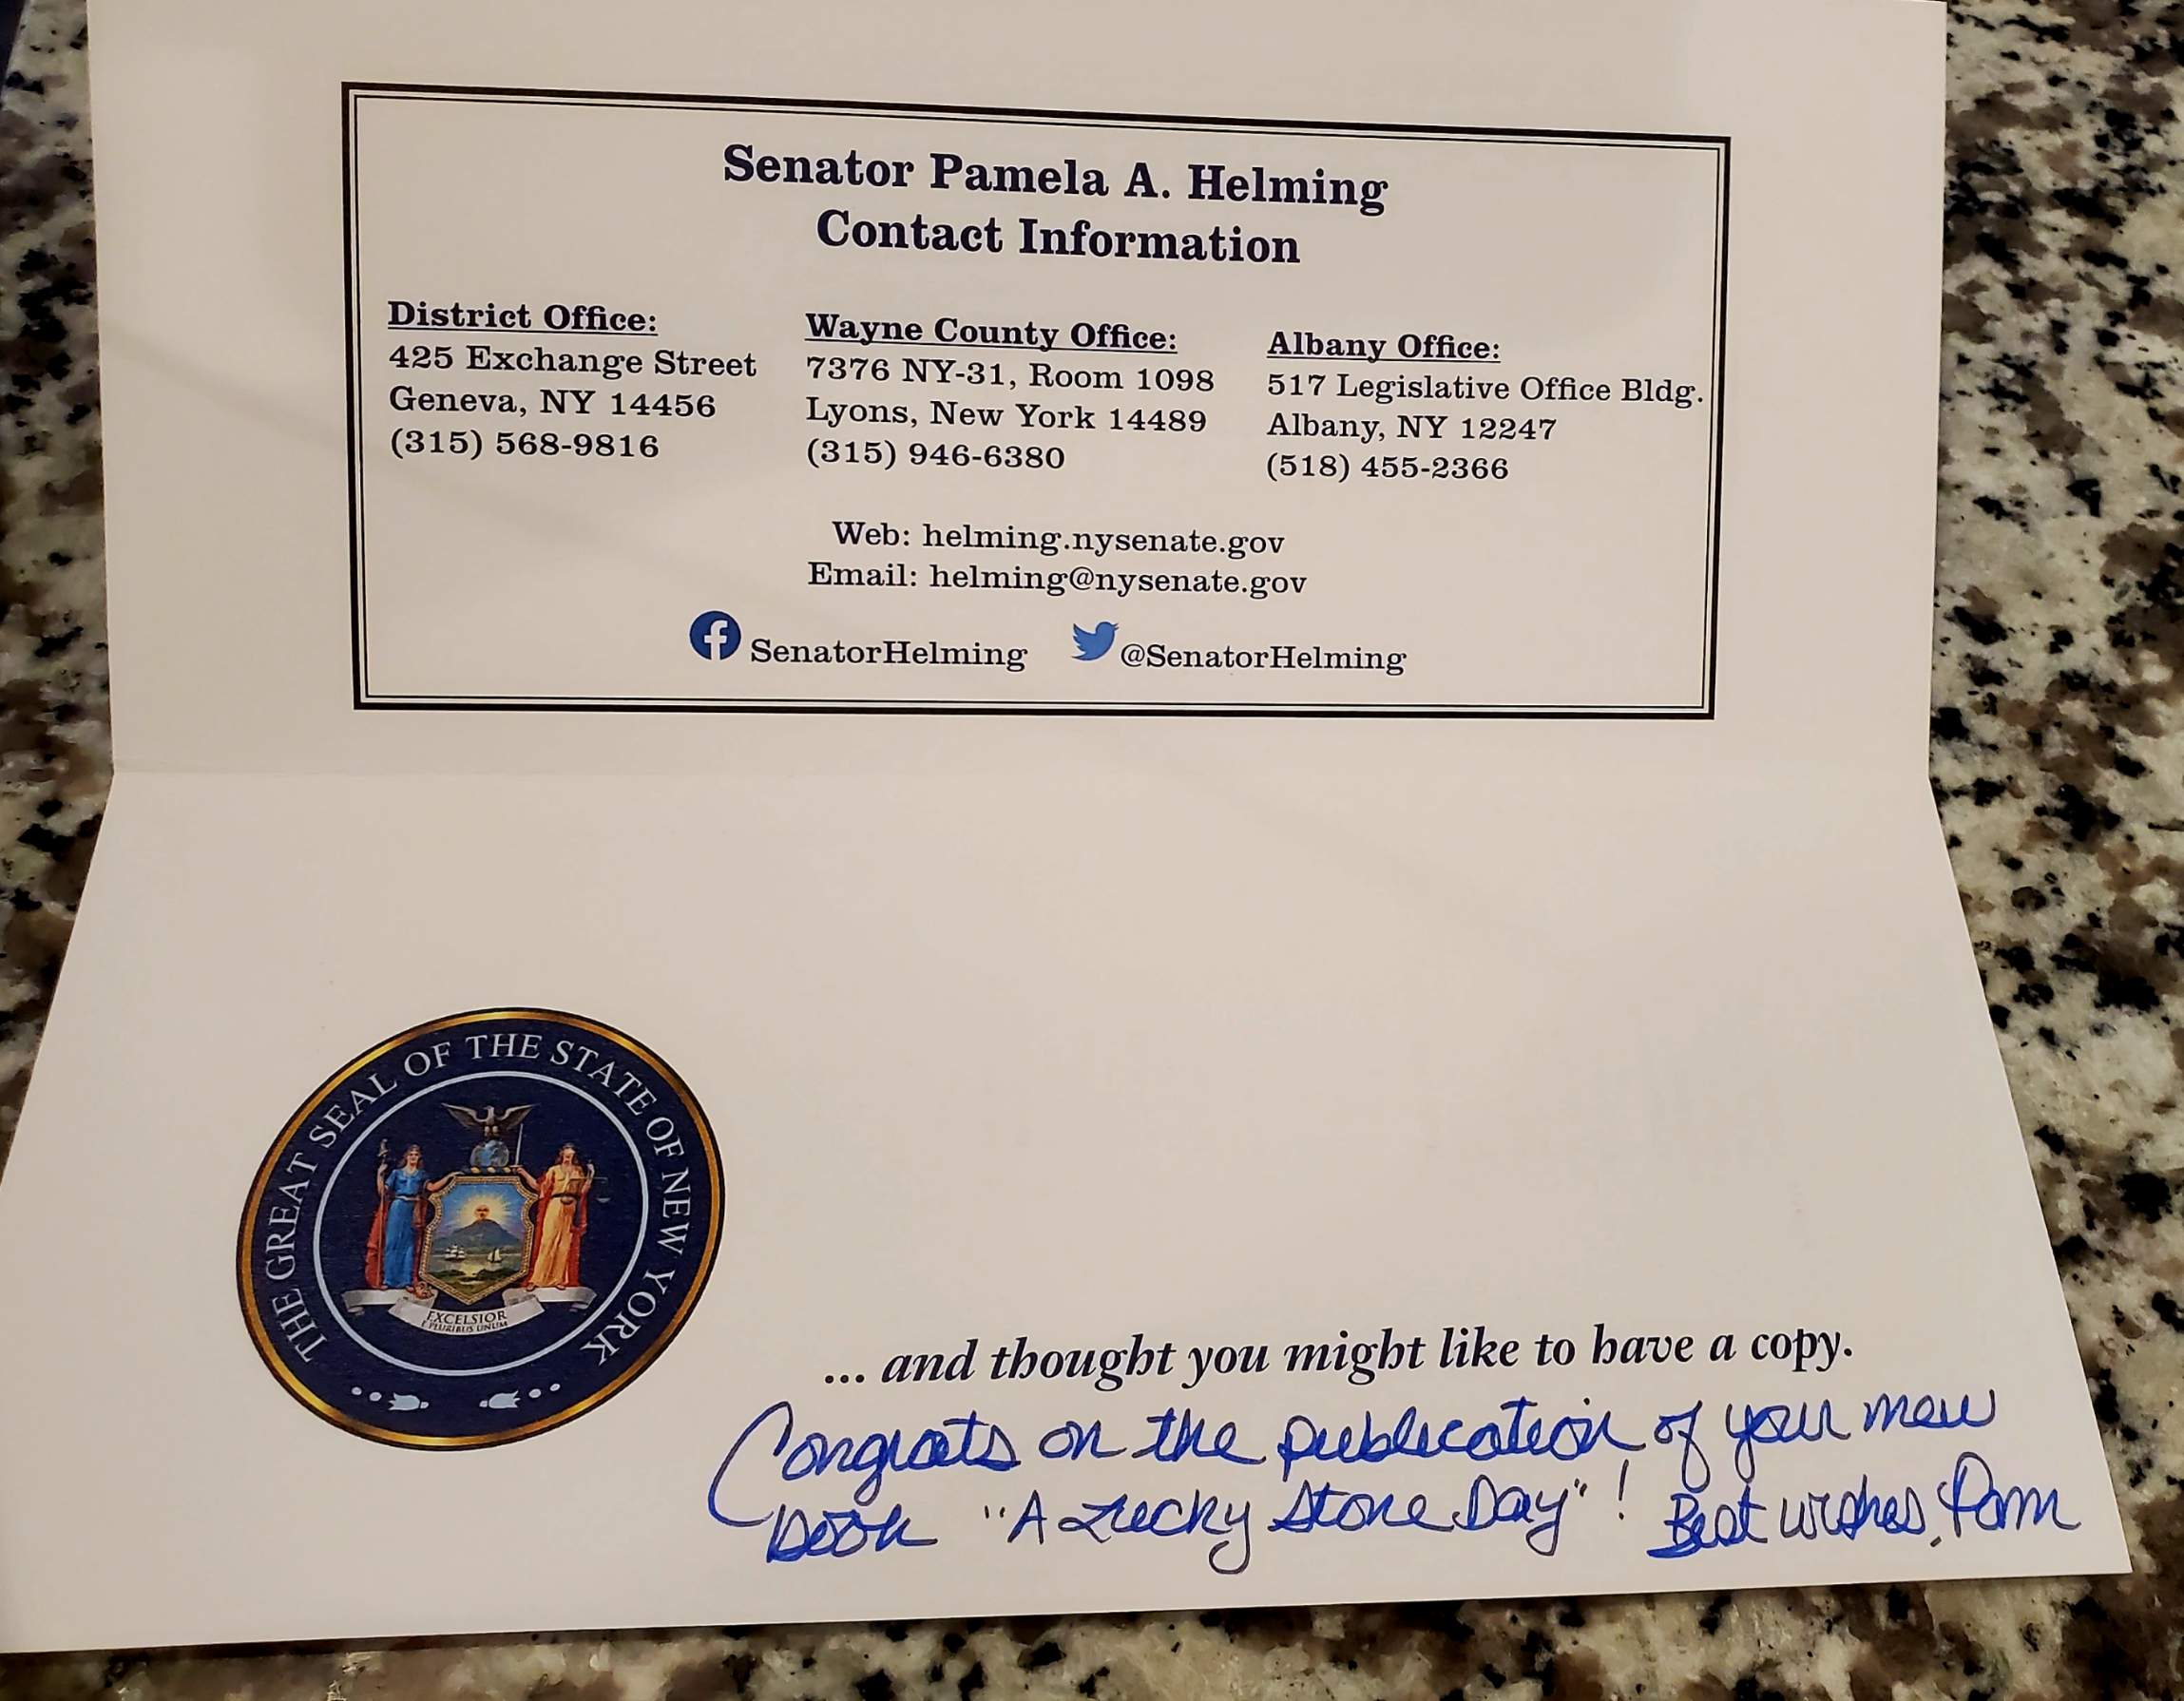 Senator Pamela A. Helming
Contact Information
District Office:
425 Exchange Street
Geneva, NY 14456
(315) 568-9816
Wayne County Office:
7376 NY-31, Room 1098
Lyons, New York 14489
(315) 946-6380
Albany Office:
517 Legislative Office Bldg.
Albany, NY 12247
(518) 455-2366
Web: helming.nysenate.gov
Email: helming@nysenate.gov
SenatorHelming @SenatorHelming
THE GREAT SEAL OF THE STATE OF NEW YORK
EXCELSIOR
E PLURIBUS UNUM
... and thought you might like to have a copy.
Congrats on the publication of your new
book "A Lucky Stone Day"! Best wishes, Pam